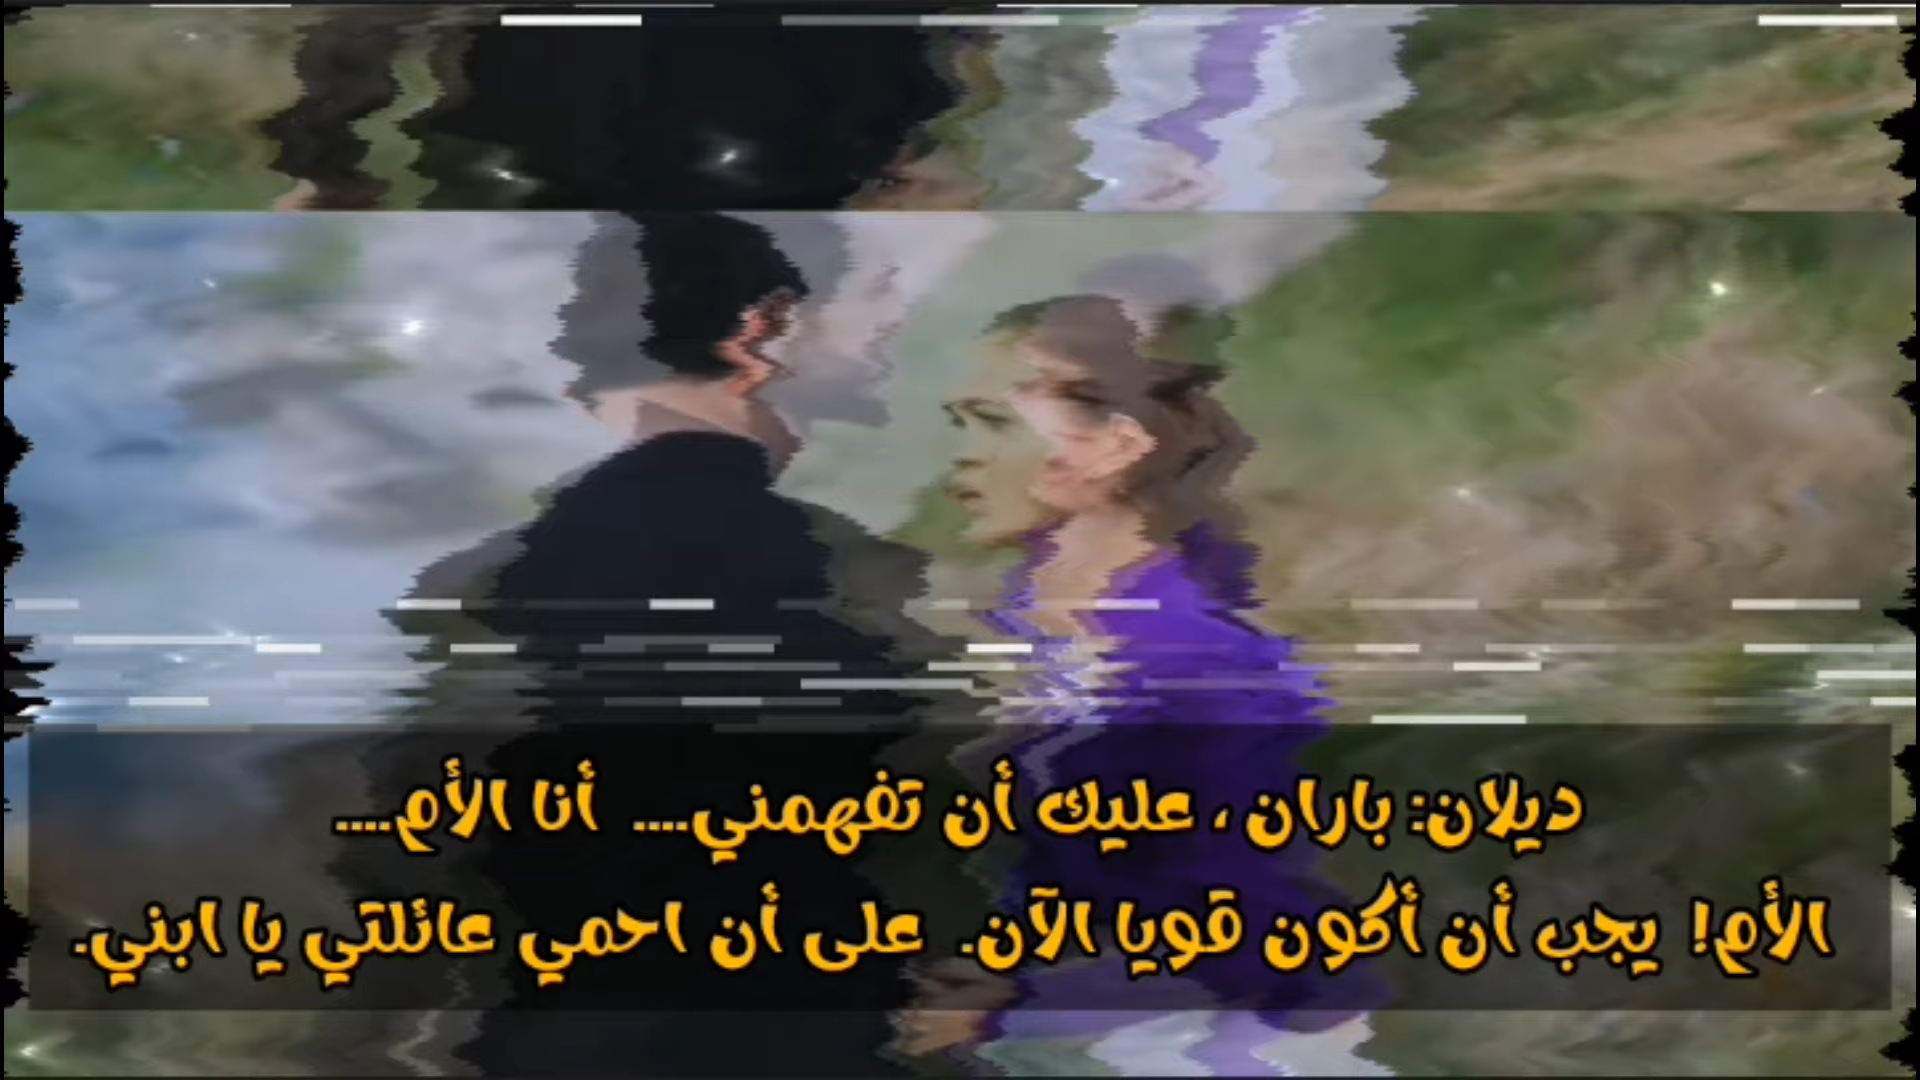 ديلان: باران ، عليك أن تفهمني.... أنا الأم....
الأم! يجب أن أكون قويا الآن. على أن احمي عائلتي يا ابني.